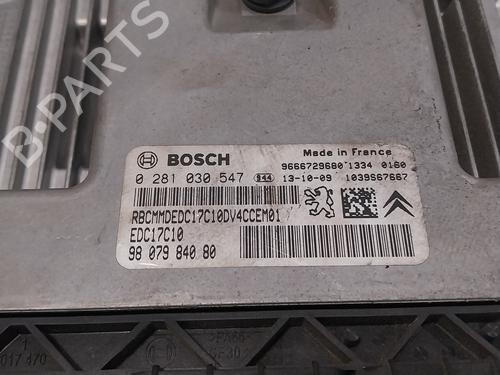 B-PARTS
BOSCH
Made in France
9666729680 1334 0160
0 281 030 547 944 13-10-09 1039S67667
RBCMMDEDC17C10DV4CCEM01
EDC17C10
98 079 840 80